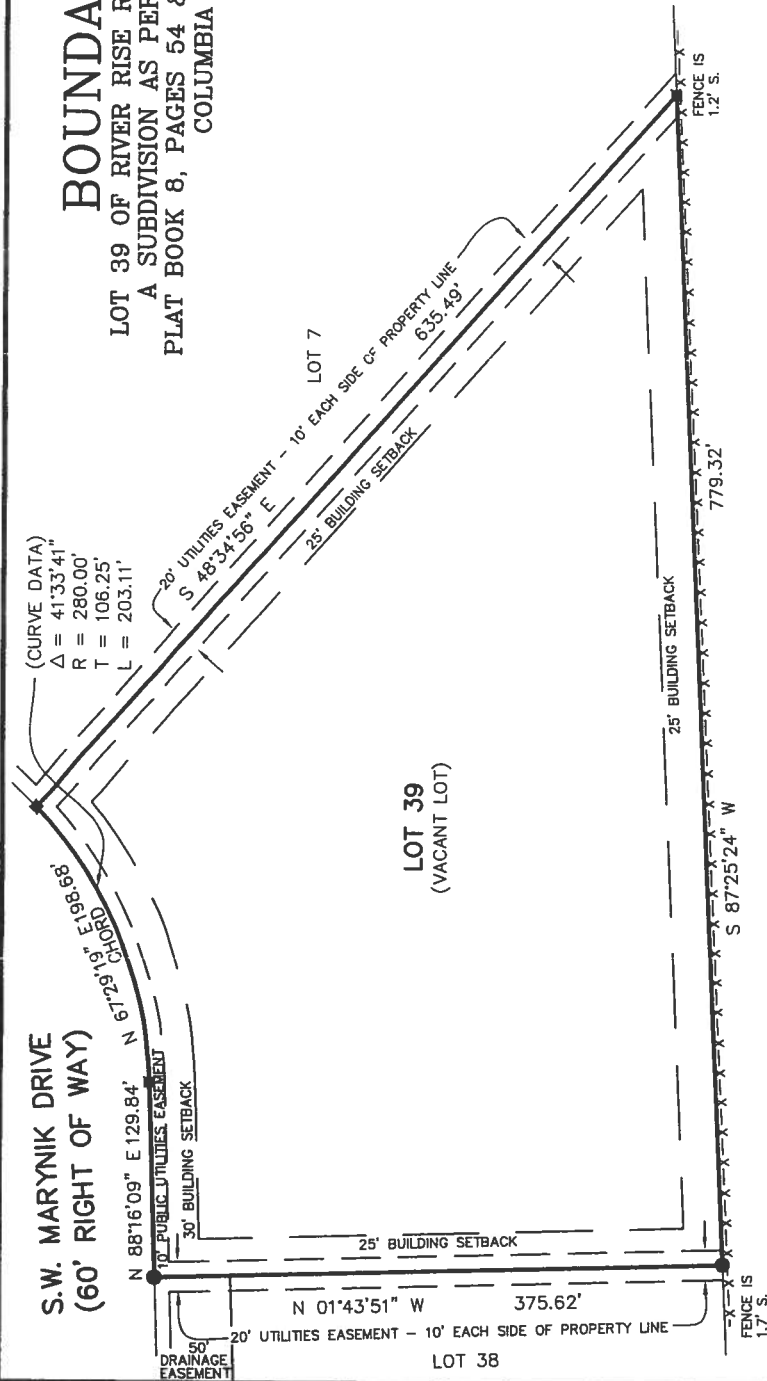 BOUNDA
LOT 39 OF RIVER RISE R
A SUBDIVISION AS PER
PLAT BOOK 8, PAGES 54 &
COLUMBIA
S.W. MARYNIK DRIVE
(60' RIGHT OF WAY)
(CURVE DATA)
Δ = 41°33'41"
R = 280.00'
T = 106.25'
L = 203.11'
N 88°16'09" E 129.84'
N 67°29'19" E 198.68'
CHORD
10' PUBLIC UTILITIES EASEMENT
30' BUILDING SETBACK
20' UTILITIES EASEMENT - 10' EACH SIDE OF PROPERTY LINE
S 48°34'56" E
635.49'
25' BUILDING SETBACK
LOT 7
LOT 39
(VACANT LOT)
25' BUILDING SETBACK
25' BUILDING SETBACK
N 01°43'51" W
375.62'
20' UTILITIES EASEMENT - 10' EACH SIDE OF PROPERTY LINE
50'
DRAINAGE
EASEMENT
LOT 38
S 87°25'24" W
779.32'
FENCE IS
1.7' S.
FENCE IS
1.2' S.